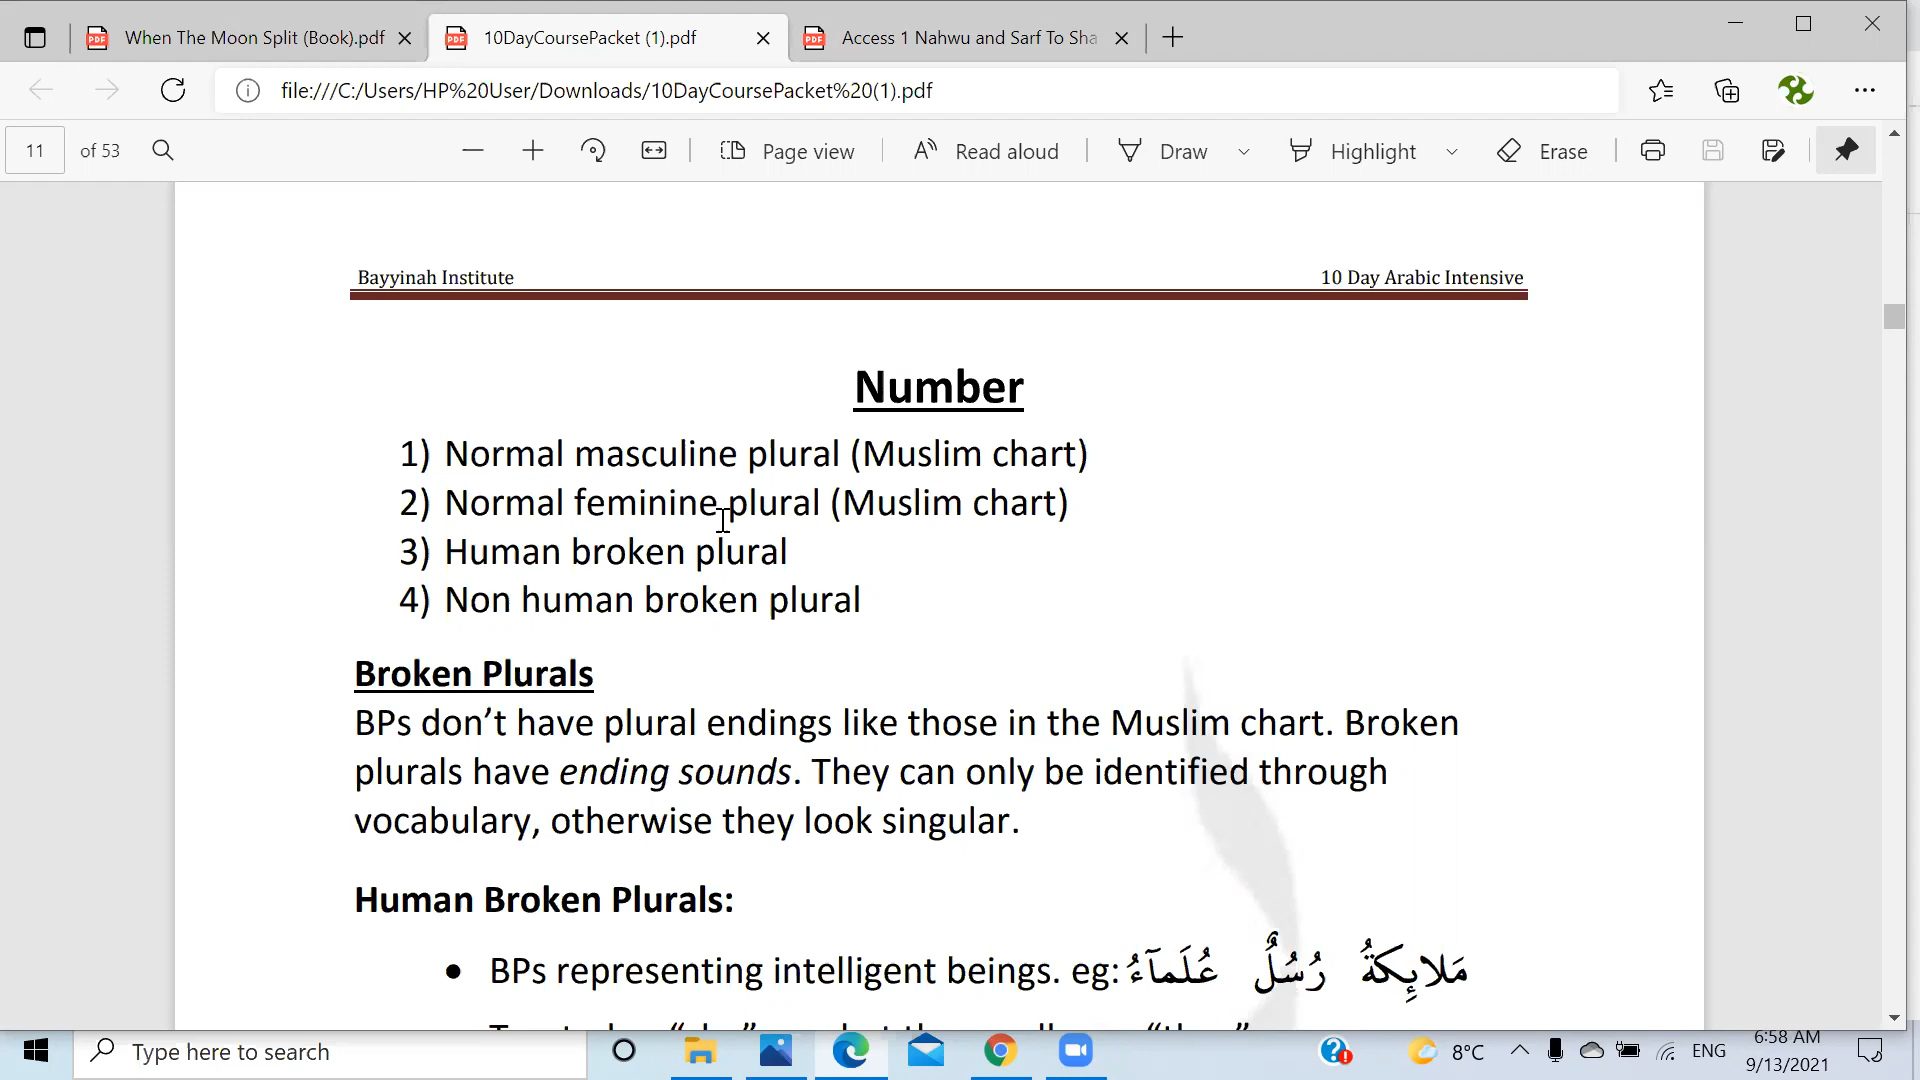 When The Moon Split (Book).pdf
10DayCoursePacket (1).pdf
Access 1 Nahwu and Sarf To Sha
file:///C:/Users/HP%20User/Downloads/10DayCoursePacket%20(1).pdf
11 of 53
Page view
Read aloud
Draw
Highlight
Erase
Bayyinah Institute
10 Day Arabic Intensive
Number
1) Normal masculine plural (Muslim chart)
2) Normal feminine plural (Muslim chart)
3) Human broken plural
4) Non human broken plural
Broken Plurals
BPs don’t have plural endings like those in the Muslim chart. Broken
plurals have ending sounds. They can only be identified through
vocabulary, otherwise they look singular.
Human Broken Plurals:
• BPs representing intelligent beings. eg: مَلائِكةُ رُسُلٌ عُلَمآءُ
Type here to search
8°C
ENG
6:58 AM
9/13/2021